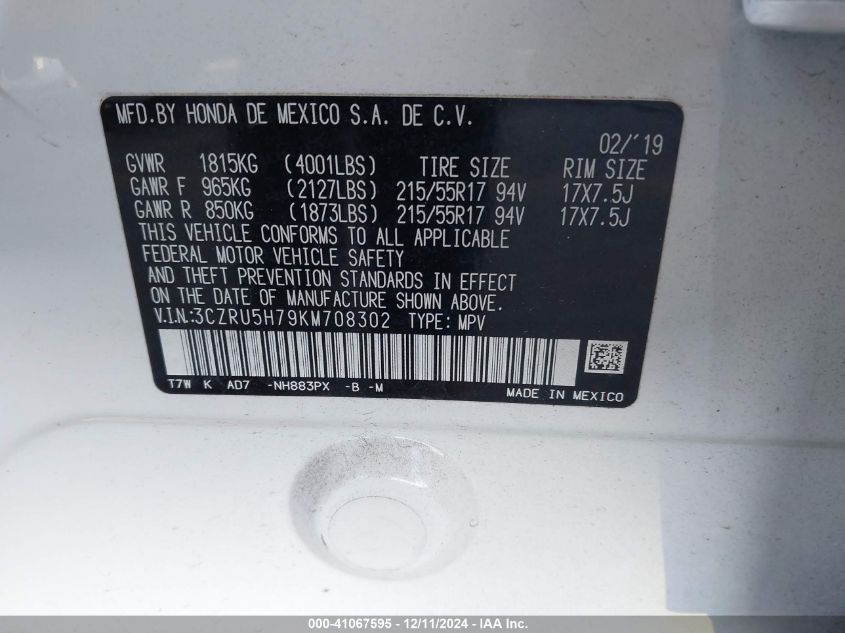 MFD.BY HONDA DE MEXICO S.A. DE C.V.
02/'19
GVWR 1815KG (4001LBS) TIRE SIZE RIM SIZE
GAWR F 965KG (2127LBS) 215/55R17 94V 17X7.5J
GAWR R 850KG (1873LBS) 215/55R17 94V 17X7.5J
THIS VEHICLE CONFORMS TO ALL APPLICABLE
FEDERAL MOTOR VEHICLE SAFETY
AND THEFT PREVENTION STANDARDS IN EFFECT
ON THE DATE OF MANUFACTURE SHOWN ABOVE.
V.I.N.:3CZRU5H79KM708302 TYPE: MPV
T7W K AD7 -NH883PX -B -M
MADE IN MEXICO
000-41067595 - 12/11/2024 - IAA Inc.